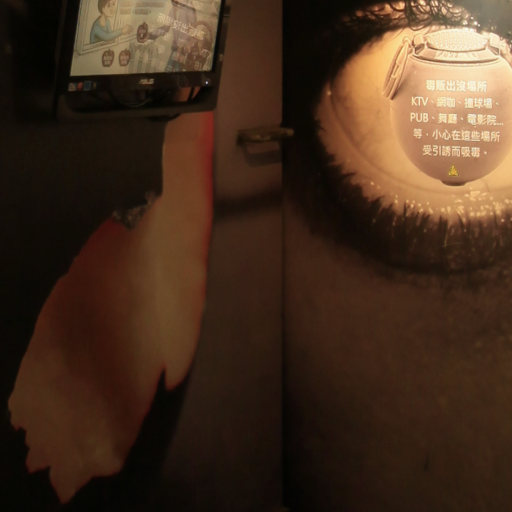 ASUS
毒販出沒場所
KTV、網咖、撞球場、
PUB、舞廳、電影院...
等，小心在這些場所
受引誘而吸毒。